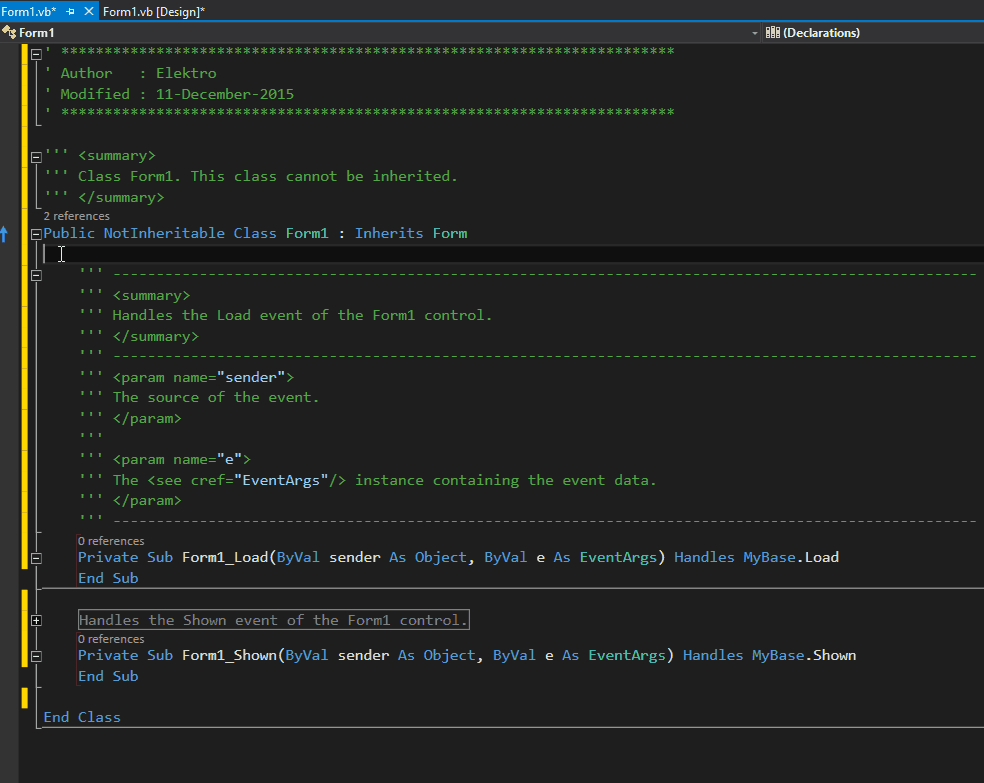 Form1.vb* Form1.vb [Design]*
Form1 (Declarations)
' ***********************************************************************
' Author   : Elektro
' Modified : 11-December-2015
' ***********************************************************************
''' <summary>
''' Class Form1. This class cannot be inherited.
''' </summary>
2 references
Public NotInheritable Class Form1 : Inherits Form
''' ----------------------------------------------------------------------------------------------------
''' <summary>
''' Handles the Load event of the Form1 control.
''' </summary>
''' ----------------------------------------------------------------------------------------------------
''' <param name="sender">
''' The source of the event.
''' </param>
'''
''' <param name="e">
''' The <see cref="EventArgs"/> instance containing the event data.
''' </param>
''' ----------------------------------------------------------------------------------------------------
0 references
Private Sub Form1_Load(ByVal sender As Object, ByVal e As EventArgs) Handles MyBase.Load
End Sub
Handles the Shown event of the Form1 control.
0 references
Private Sub Form1_Shown(ByVal sender As Object, ByVal e As EventArgs) Handles MyBase.Shown
End Sub
End Class